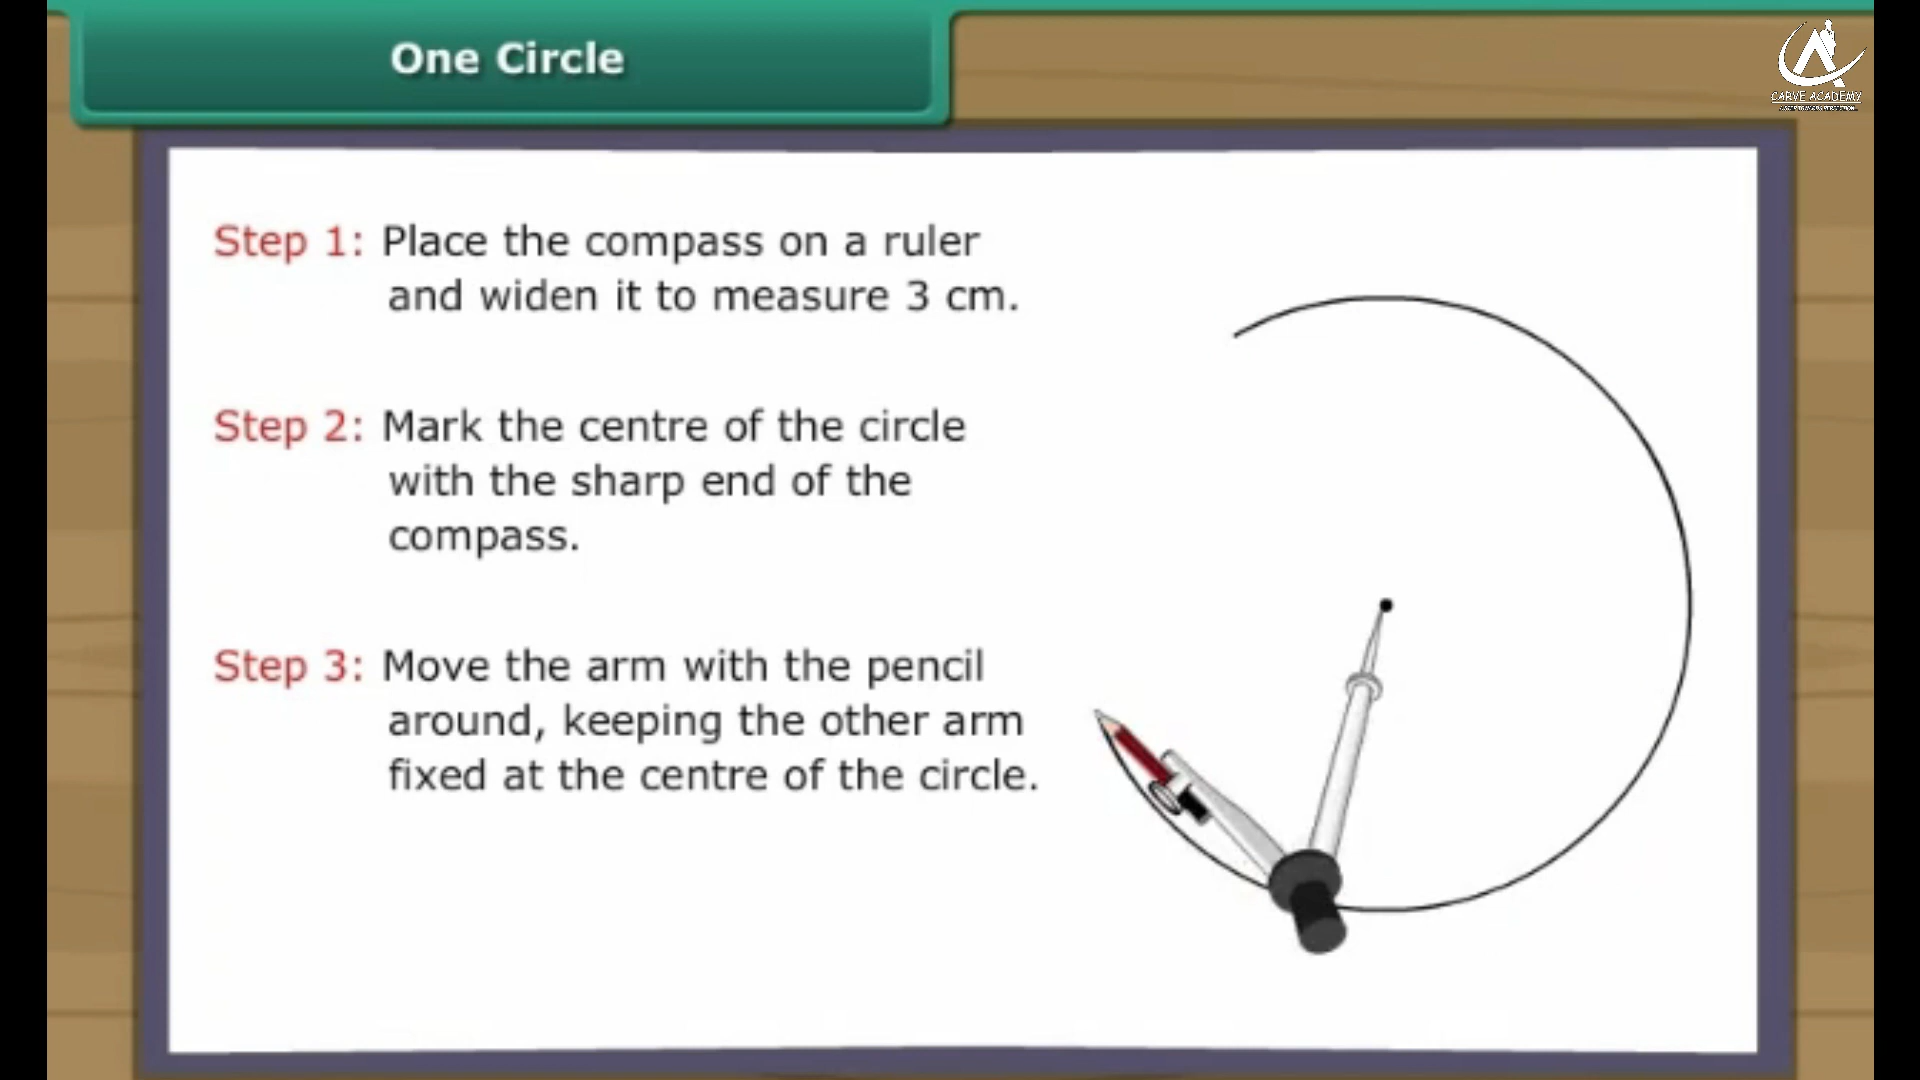 One Circle
CARVE ACADEMY
Step 1: Place the compass on a ruler
and widen it to measure 3 cm.
Step 2: Mark the centre of the circle
with the sharp end of the
compass.
Step 3: Move the arm with the pencil
around, keeping the other arm
fixed at the centre of the circle.